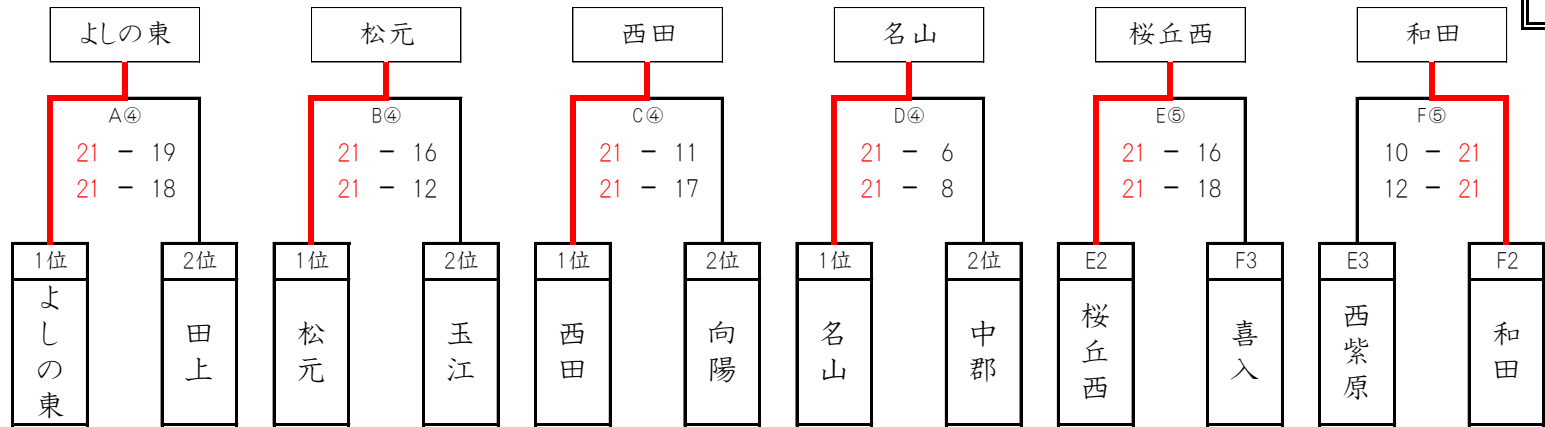 よしの東 松元 西田 名山 桜丘西 和田
A④ B④ C④ D④ E⑤ F⑤
21 － 19 21 － 16 21 － 11 21 － 6 21 － 16 10 － 21
21 － 18 21 － 12 21 － 17 21 － 8 21 － 18 12 － 21
1位 2位 1位 2位 1位 2位 1位 2位 E2 F3 E3 F2
よしの東 田上 松元 玉江 西田 向陽 名山 中郡 桜丘西 喜入 西紫原 和田